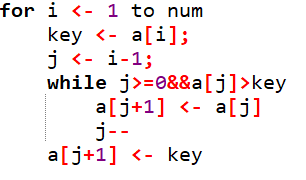 for i <- 1 to num
    key <- a[i];
    j <- i-1;
    while j>=0&&a[j]>key
        a[j+1] <- a[j]
        j--
    a[j+1] <- key